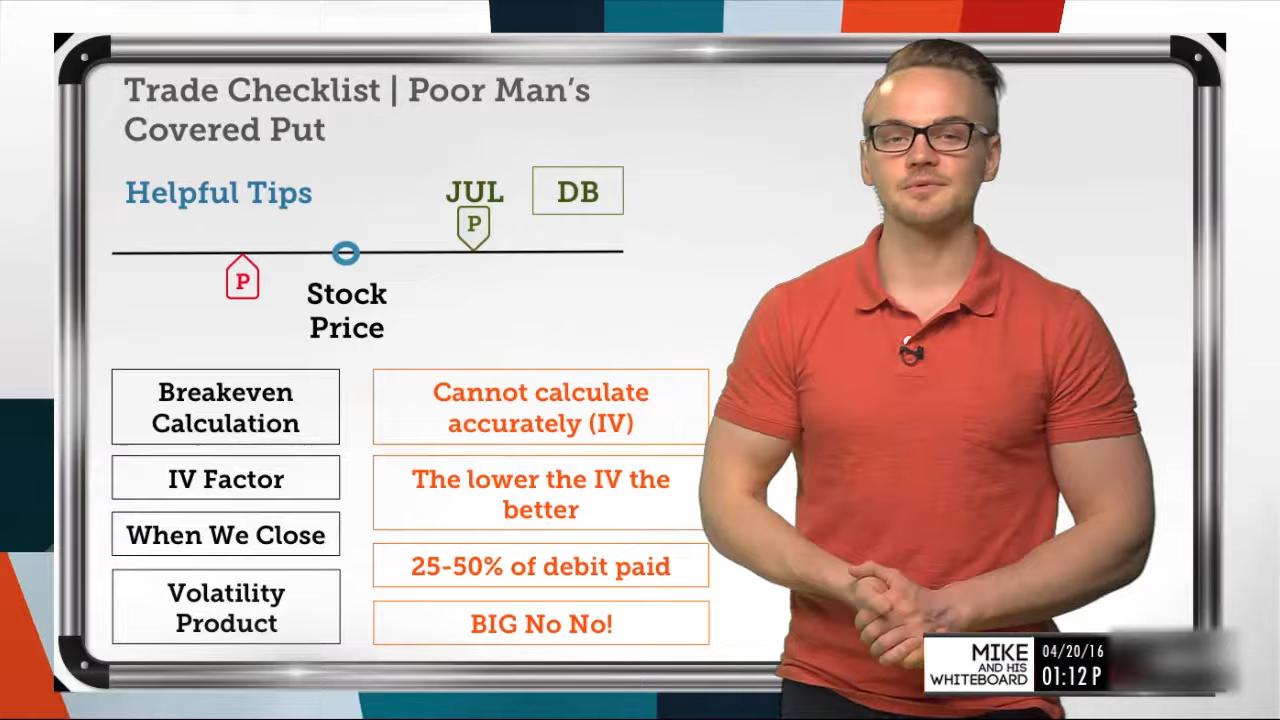 Trade Checklist | Poor Man's
Covered Put
Helpful Tips
JUL
DB
P
P
Stock
Price
Breakeven
Calculation
Cannot calculate
accurately (IV)
IV Factor
The lower the IV the
better
When We Close
25-50% of debit paid
Volatility
Product
BIG No No!
MIKE
AND HIS
WHITEBOARD
04/20/16
01:12 P